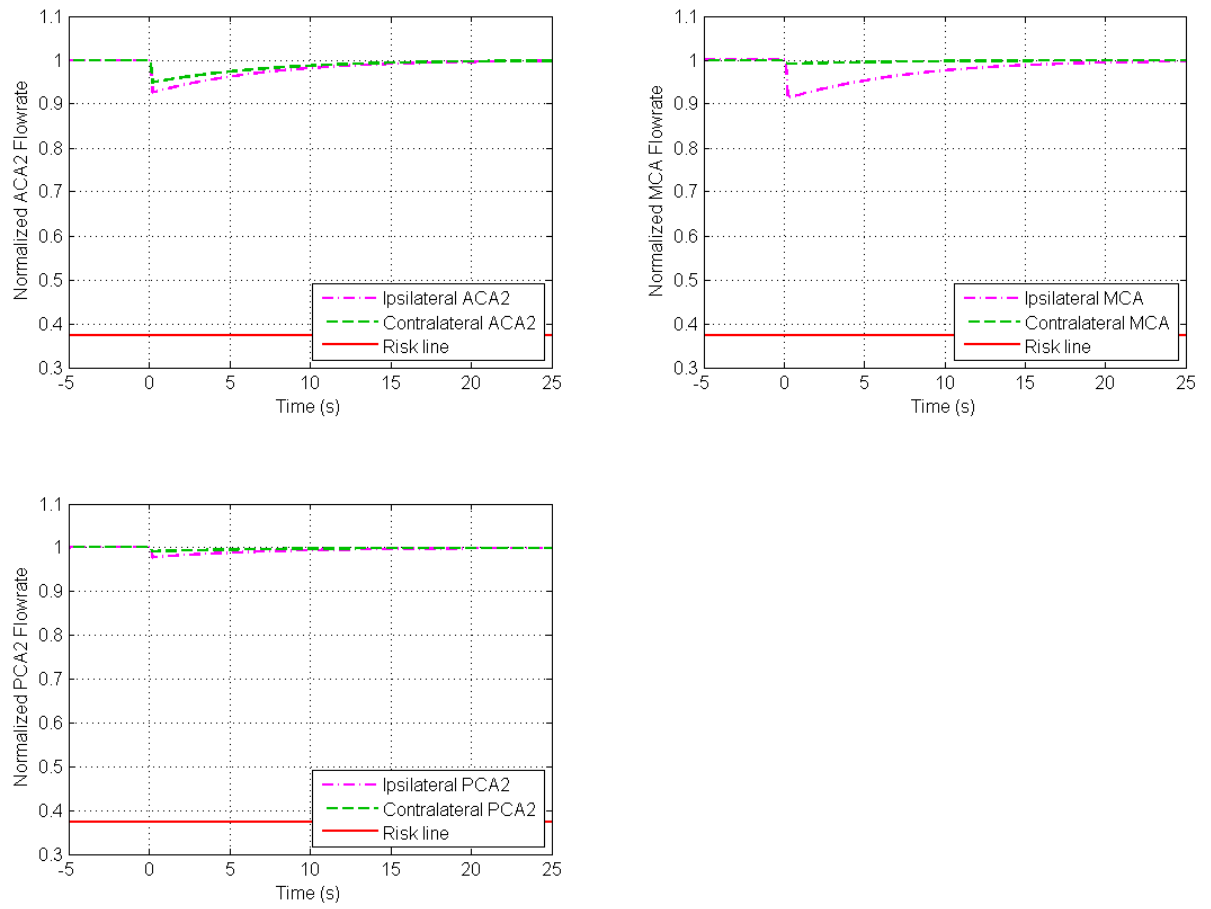 1.1
1
0.9
0.8
0.7
0.6
0.5
0.4
0.3
Normalized ACA2 Flowrate
Ipsilateral ACA2
Contralateral ACA2
Risk line
-5 0 5 10 15 20 25
Time (s)
1.1
1
0.9
0.8
0.7
0.6
0.5
0.4
0.3
Normalized MCA Flowrate
Ipsilateral MCA
Contralateral MCA
Risk line
-5 0 5 10 15 20 25
Time (s)
1.1
1
0.9
0.8
0.7
0.6
0.5
0.4
0.3
Normalized PCA2 Flowrate
Ipsilateral PCA2
Contralateral PCA2
Risk line
-5 0 5 10 15 20 25
Time (s)